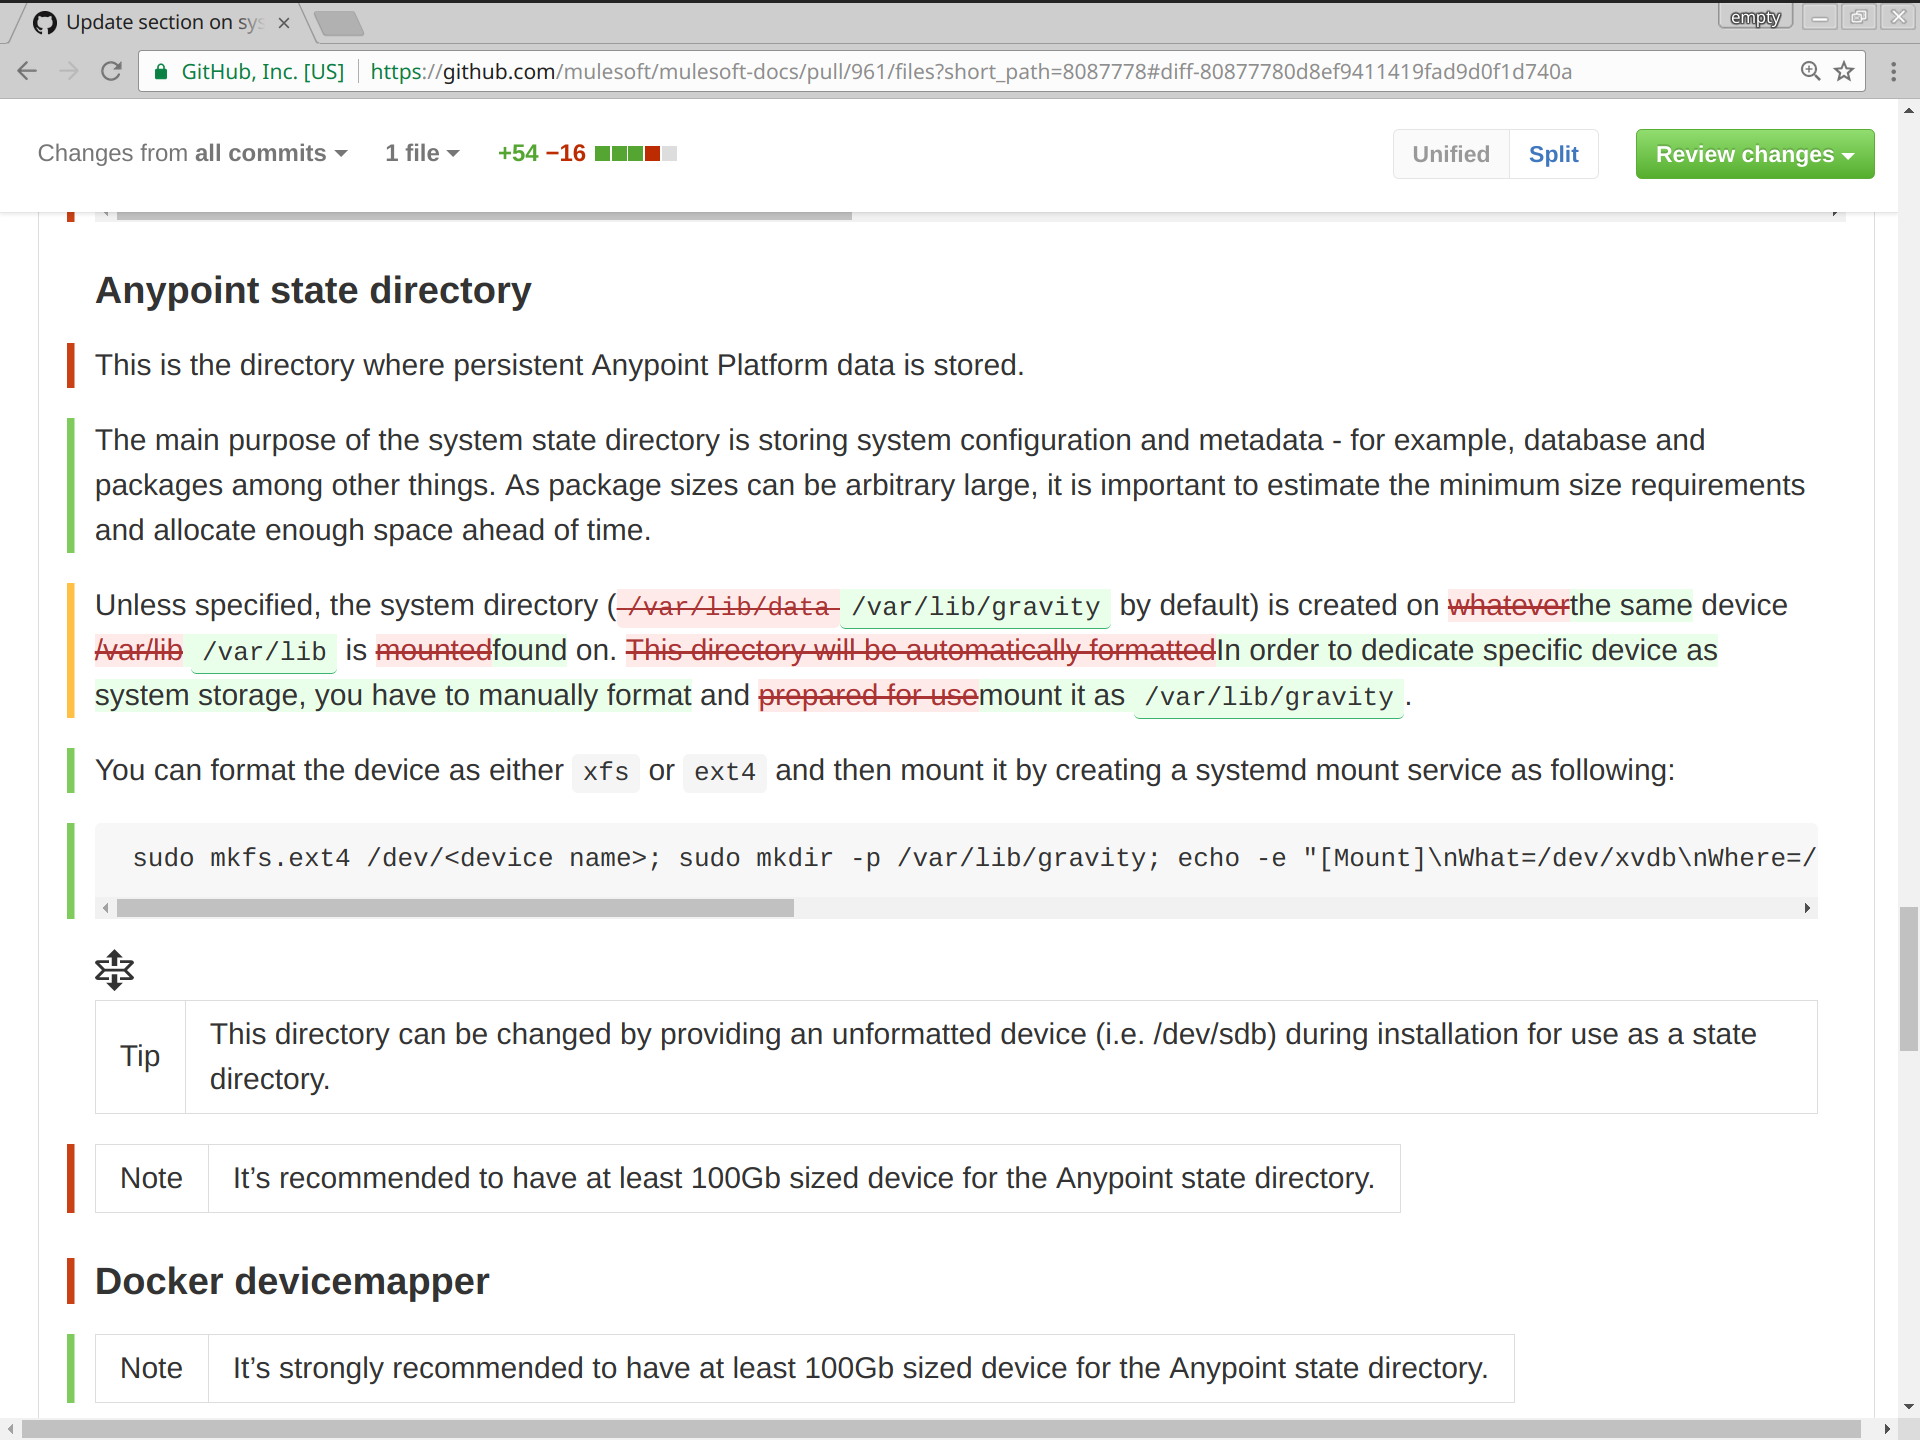 Update section on sys
empty
GitHub, Inc. [US] https://github.com/mulesoft/mulesoft-docs/pull/961/files?short_path=8087778#diff-80877780d8ef9411419fad9d0f1d740a
Changes from all commits 1 file +54 −16 Unified Split Review changes
Anypoint state directory
This is the directory where persistent Anypoint Platform data is stored.
The main purpose of the system state directory is storing system configuration and metadata - for example, database and
packages among other things. As package sizes can be arbitrary large, it is important to estimate the minimum size requirements
and allocate enough space ahead of time.
Unless specified, the system directory ( /var/lib/data /var/lib/gravity by default) is created on whateverthe same device
/var/lib /var/lib is mountedfound on. This directory will be automatically formattedIn order to dedicate specific device as
system storage, you have to manually format and prepared for usemount it as /var/lib/gravity .
You can format the device as either xfs or ext4 and then mount it by creating a systemd mount service as following:
sudo mkfs.ext4 /dev/<device name>; sudo mkdir -p /var/lib/gravity; echo -e "[Mount]\nWhat=/dev/xvdb\nWhere=/
Tip This directory can be changed by providing an unformatted device (i.e. /dev/sdb) during installation for use as a state
directory.
Note It’s recommended to have at least 100Gb sized device for the Anypoint state directory.
Docker devicemapper
Note It’s strongly recommended to have at least 100Gb sized device for the Anypoint state directory.